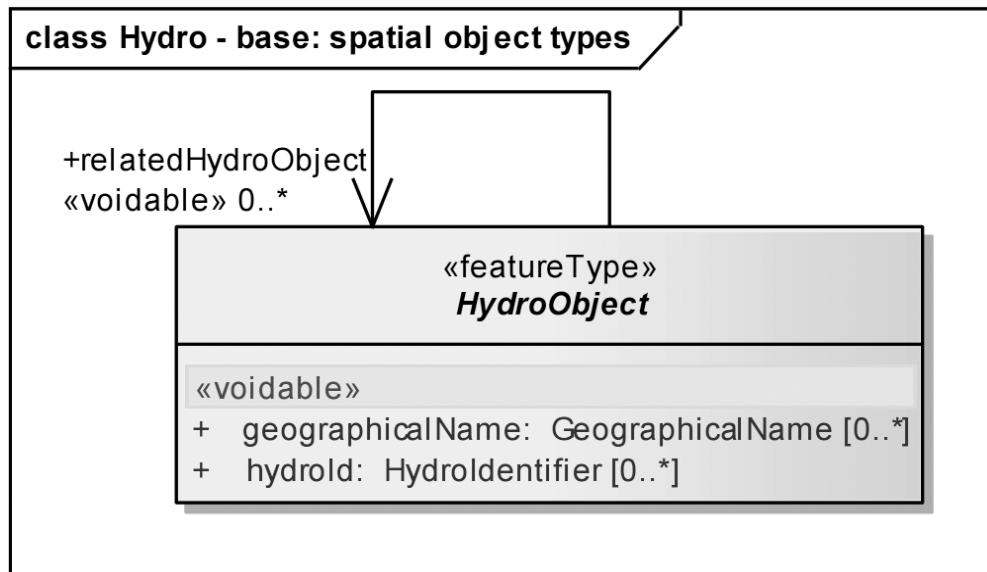 class Hydro - base: spatial object types
+relatedHydroObject
«voidable» 0..*
«featureType»
HydroObject
«voidable»
+ geographicalName: GeographicalName [0..*]
+ hydroId: HydroIdentifier [0..*]